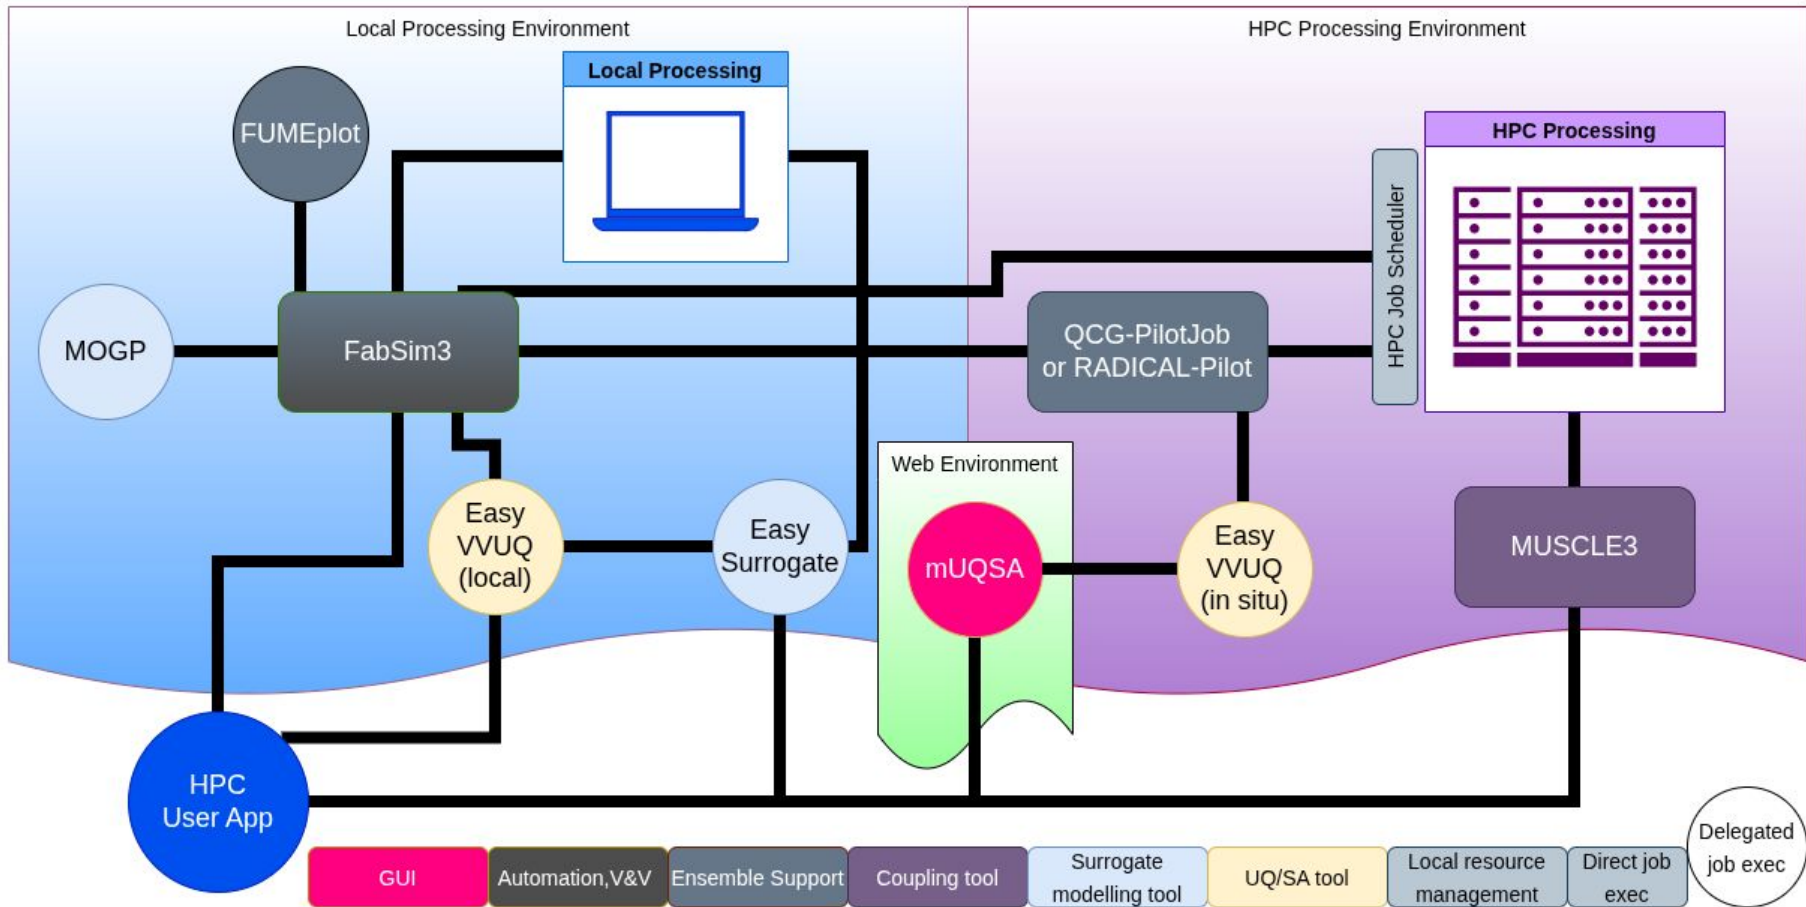 Local Processing Environment
HPC Processing Environment
Local Processing
FUMEplot
HPC Processing
HPC Job Scheduler
MOGP
FabSim3
QCG-PilotJob
or RADICAL-Pilot
Web Environment
Easy
VVUQ
(local)
Easy
Surrogate
mUQSA
Easy
VVUQ
(in situ)
MUSCLE3
HPC
User App
GUI
Automation,V&V
Ensemble Support
Coupling tool
Surrogate
modelling tool
UQ/SA tool
Local resource
management
Direct job
exec
Delegated
job exec